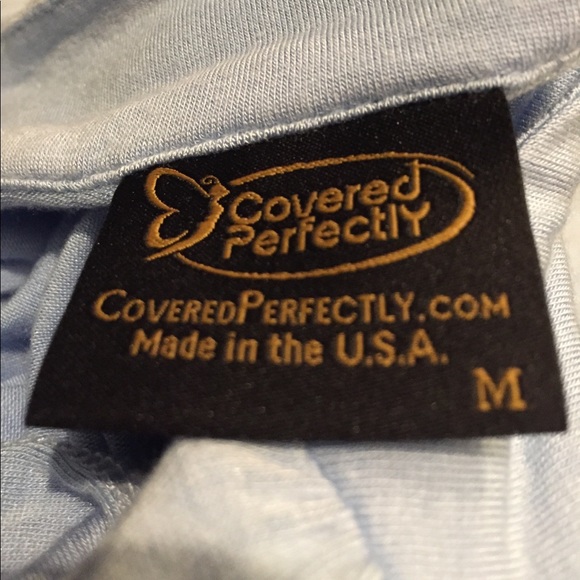 Covered
Perfectly
COVEREDPERFECTLY.COM
Made in the U.S.A.
M